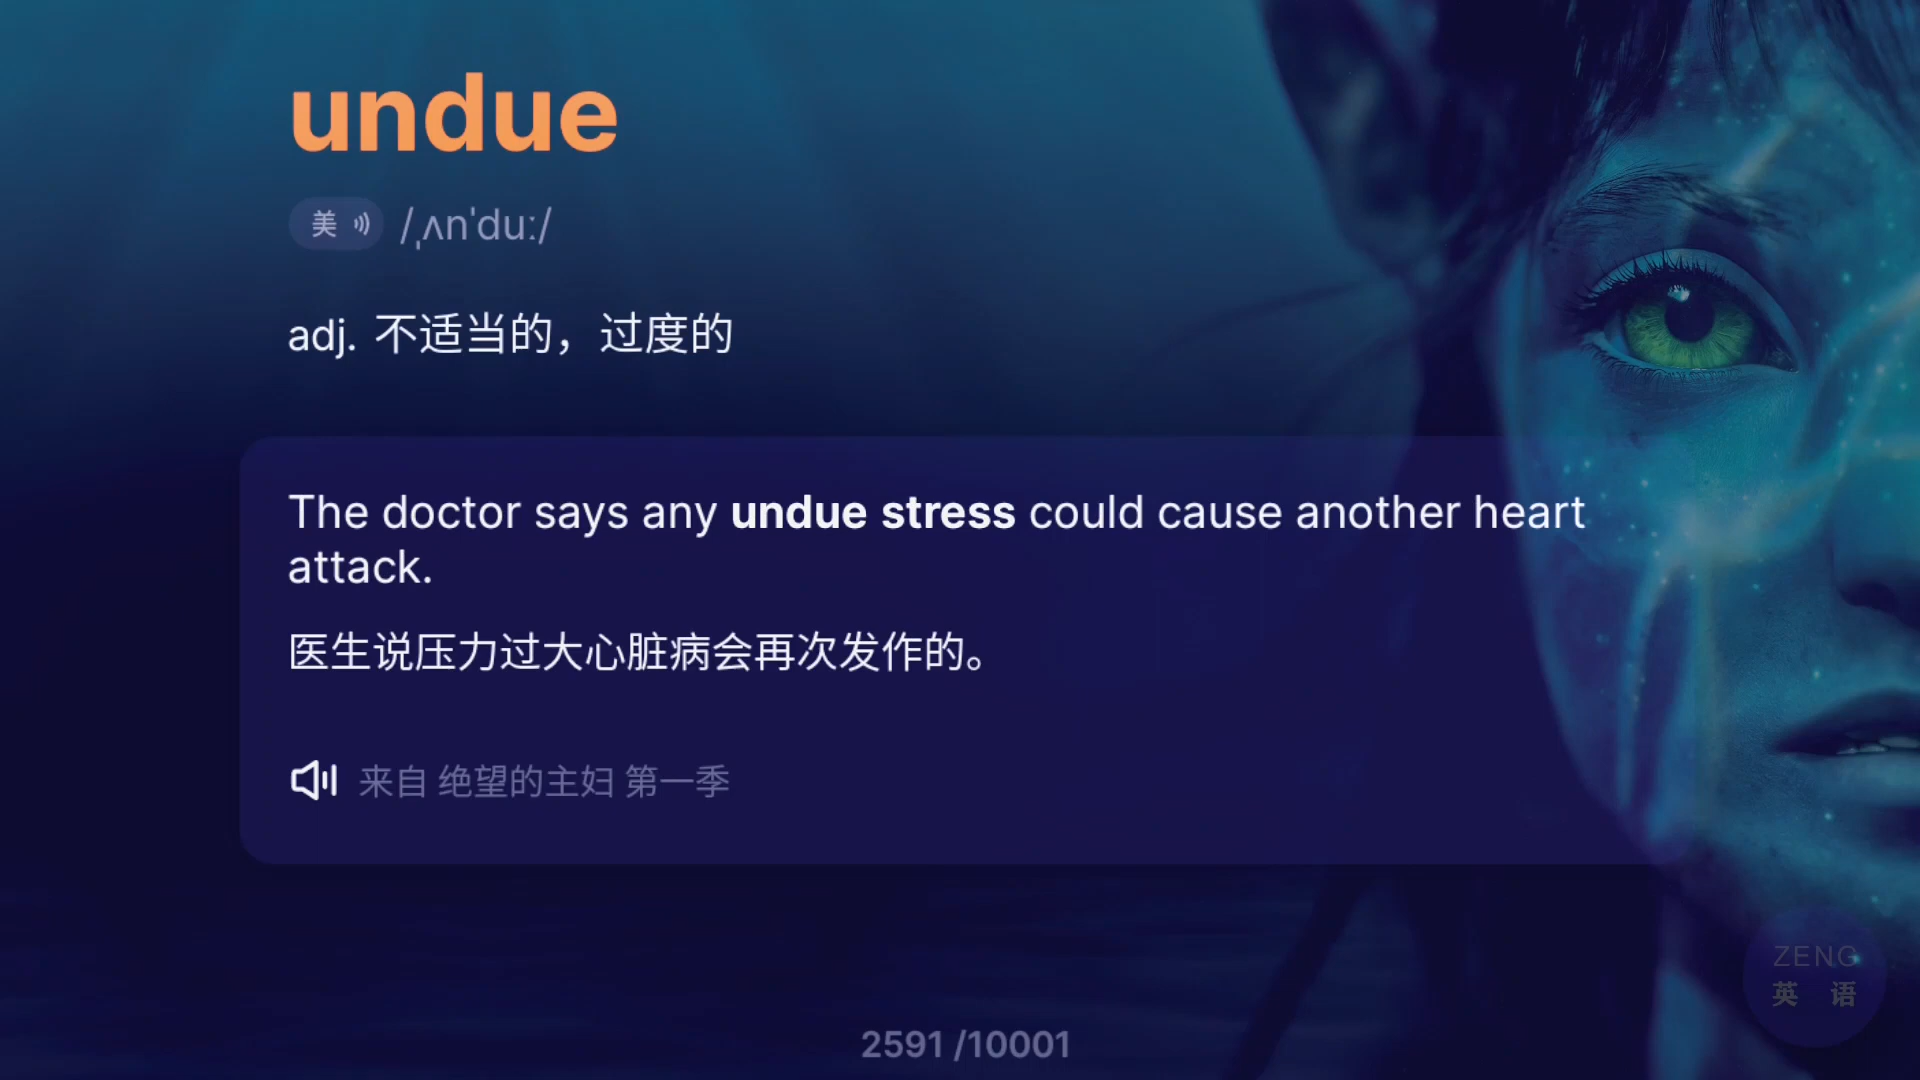 undue
美 /ˌʌnˈduː/
adj. 不适当的，过度的
The doctor says any undue stress could cause another heart
attack.
医生说压力过大心脏病会再次发作的。
来自 绝望的主妇 第一季
ZENG
英 语
2591 /10001